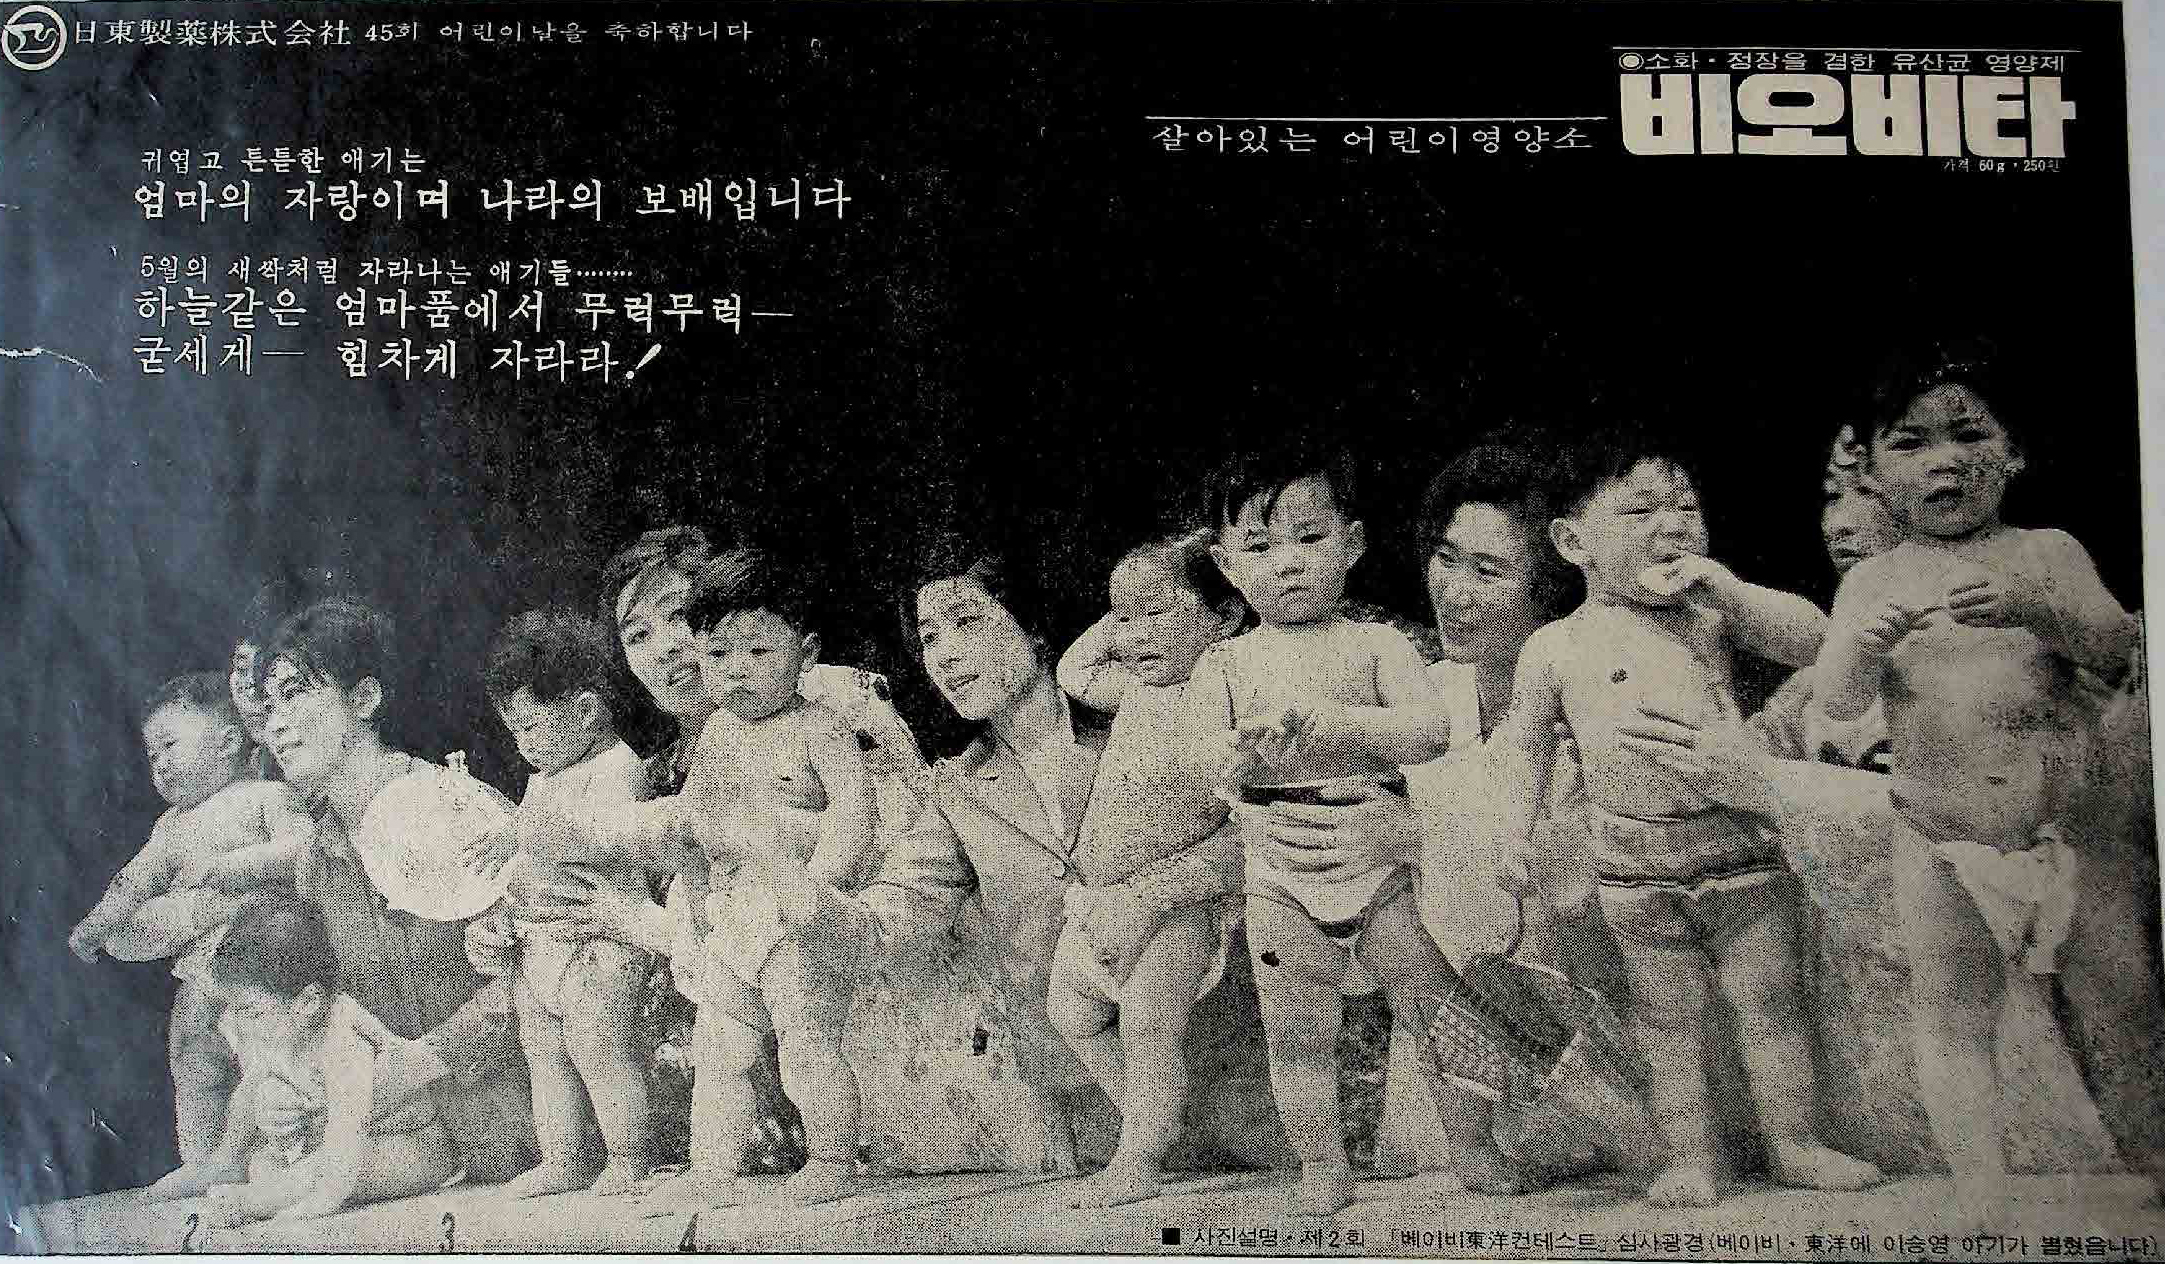 日東製薬株式会社 45회 어린이날을 축하합니다
◉소화・정장을 겸한 유산균 영양제
비오비타
살아있는 어린이영양소
가격 60g・250원
귀엽고 튼튼한 애기는
엄마의 자랑이며 나라의 보배입니다
5월의 새싹처럼 자라나는 애기들········
하늘같은 엄마품에서 무럭무럭―
굳세게― 힘차게 자라라!
2 3 4
■ 사진설명・제2회 「베이비東洋컨테스트」심사광경(베이비・東洋에 이승영 아기가 뽑혔읍니다)